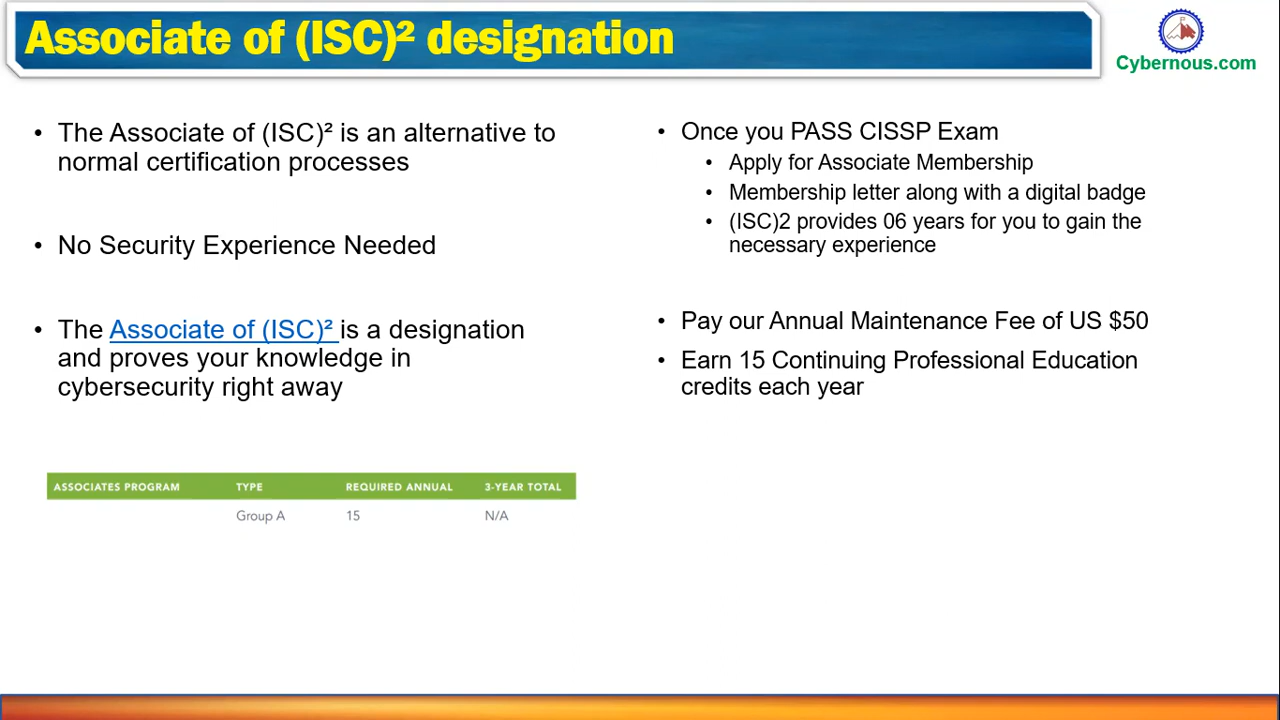 Associate of (ISC)² designation
Cybernous.com
• The Associate of (ISC)² is an alternative to
normal certification processes
• No Security Experience Needed
• The Associate of (ISC)² is a designation
and proves your knowledge in
cybersecurity right away
• Once you PASS CISSP Exam
• Apply for Associate Membership
• Membership letter along with a digital badge
• (ISC)2 provides 06 years for you to gain the
necessary experience
• Pay our Annual Maintenance Fee of US $50
• Earn 15 Continuing Professional Education
credits each year
ASSOCIATES PROGRAM TYPE REQUIRED ANNUAL 3-YEAR TOTAL
Group A 15 N/A